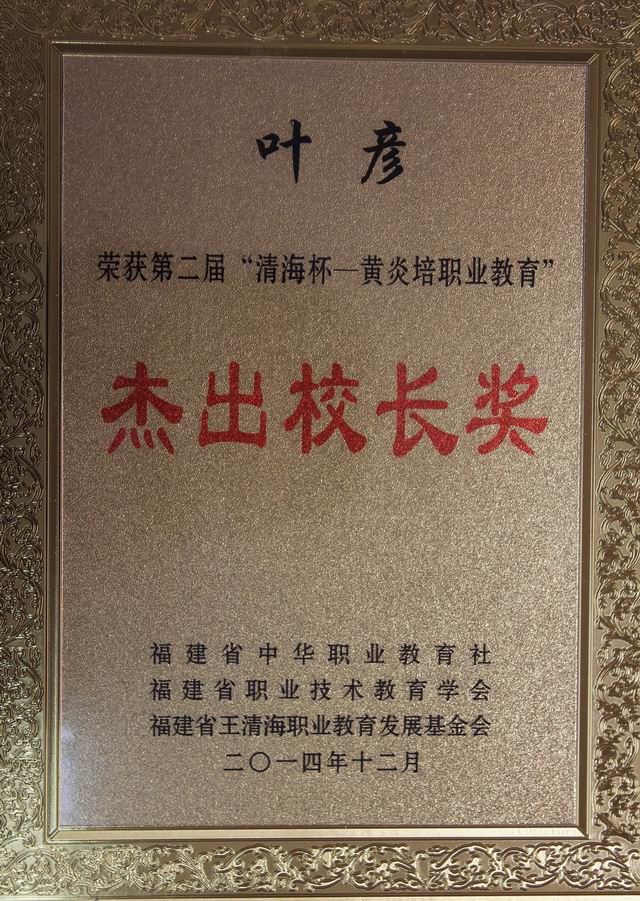 叶彦
荣获第二届“清海杯—黄炎培职业教育”
杰出校长奖
福建省中华职业教育社
福建省职业技术教育学会
福建省王清海职业教育发展基金会
二〇一四年十二月